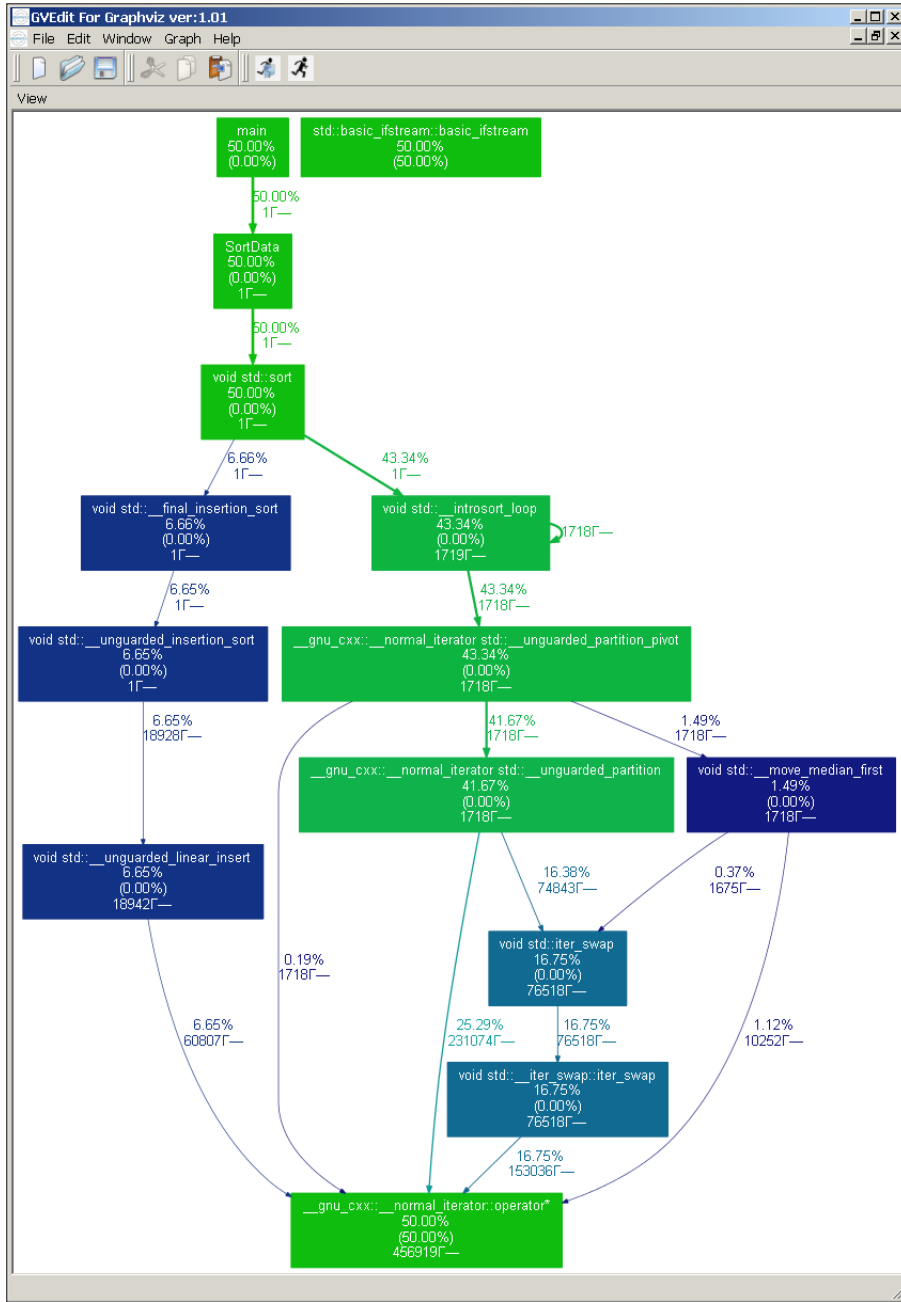 GVEdit For Graphviz ver:1.01
File Edit Window Graph Help
View
main
50.00%
(0.00%)
std::basic_ifstream::basic_ifstream
50.00%
(50.00%)
50.00%
1Г—
SortData
50.00%
(0.00%)
1Г—
50.00%
1Г—
void std::sort
50.00%
(0.00%)
1Г—
6.66%
1Г—
43.34%
1Г—
void std::__final_insertion_sort
6.66%
(0.00%)
1Г—
void std::__introsort_loop
43.34%
(0.00%)
1719Г—
1718Г—
6.65%
1Г—
43.34%
1718Г—
void std::__unguarded_insertion_sort
6.65%
(0.00%)
1Г—
__gnu_cxx::__normal_iterator std::__unguarded_partition_pivot
43.34%
(0.00%)
1718Г—
6.65%
18928Г—
41.67%
1718Г—
1.49%
1718Г—
__gnu_cxx::__normal_iterator std::__unguarded_partition
41.67%
(0.00%)
1718Г—
void std::__move_median_first
1.49%
(0.00%)
1718Г—
void std::__unguarded_linear_insert
6.65%
(0.00%)
18942Г—
16.38%
74843Г—
0.37%
1675Г—
void std::iter_swap
16.75%
(0.00%)
76518Г—
0.19%
1718Г—
6.65%
60807Г—
25.29%
231074Г—
16.75%
76518Г—
1.12%
10252Г—
void std::__iter_swap::iter_swap
16.75%
(0.00%)
76518Г—
16.75%
153036Г—
__gnu_cxx::__normal_iterator::operator*
50.00%
(50.00%)
456919Г—